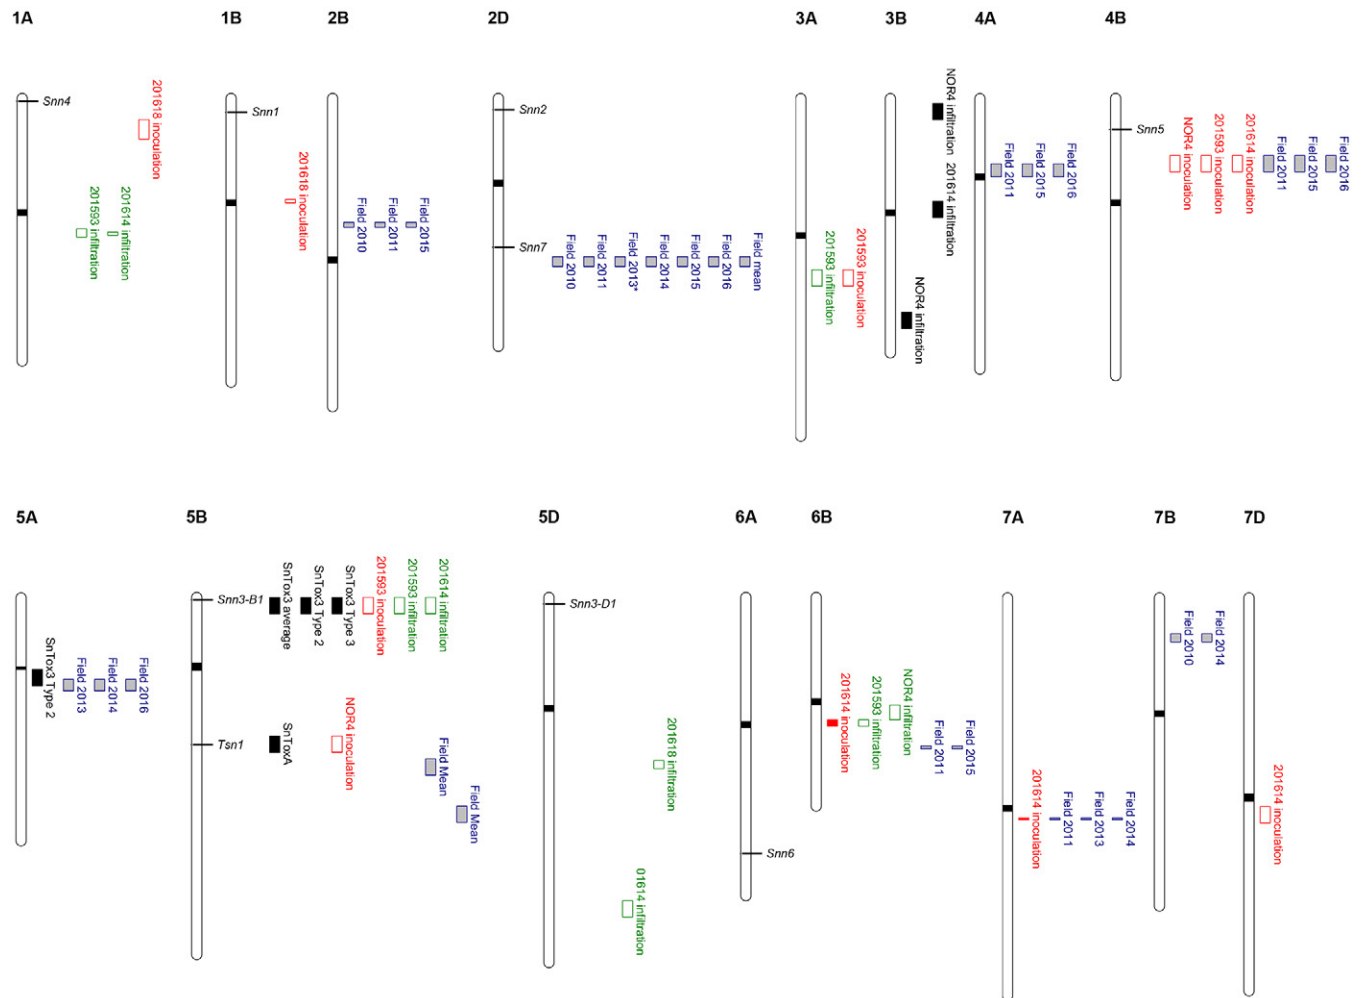 1A
1B
2B
2D
3A
3B
4A
4B
Snn4
201618 inoculation
201593 infiltration
201614 infiltration
Snn1
201618 inoculation
Field 2010
Field 2011
Field 2015
Snn2
Snn7
Field 2010
Field 2011
Field 2013*
Field 2014
Field 2015
Field 2016
Field mean
201593 infiltration
201593 inoculation
NOR4 infiltration
201614 infiltration
NOR4 infiltration
Field 2011
Field 2015
Field 2016
Snn5
NOR4 inoculation
201593 inoculation
201614 inoculation
Field 2011
Field 2015
Field 2016
5A
5B
5D
6A
6B
7A
7B
7D
SnTox3 Type 2
Field 2013
Field 2014
Field 2016
Snn3-B1
SnTox3 average
SnTox3 Type 2
SnTox3 Type 3
201593 inoculation
201593 infiltration
201614 infiltration
Tsn1
SnToxA
NOR4 inoculation
Field Mean
Field Mean
Snn3-D1
201618 infiltration
01614 infiltration
Snn6
201614 inoculation
201593 infiltration
NOR4 infiltration
Field 2011
Field 2015
201614 inoculation
Field 2011
Field 2013
Field 2014
Field 2010
Field 2014
201614 inoculation